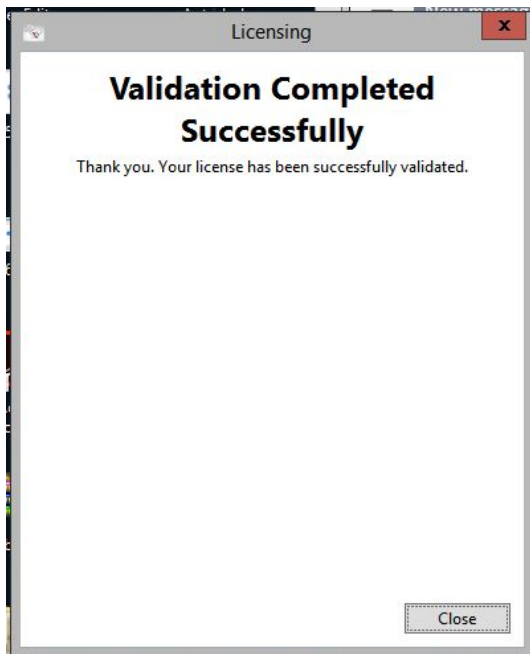 Licensing
x
Validation Completed
Successfully
Thank you. Your license has been successfully validated.
Close